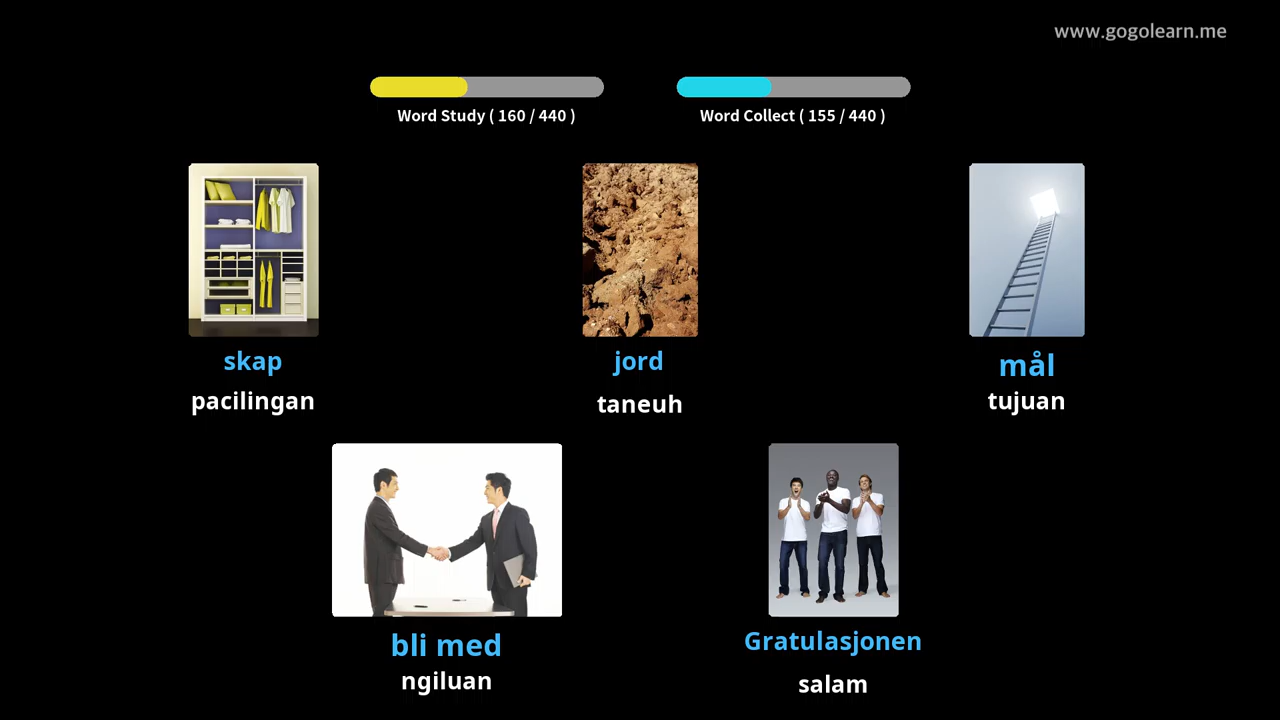 www.gogolearn.me
Word Study ( 160 / 440 )
Word Collect ( 155 / 440 )
skap
pacilingan
jord
taneuh
mål
tujuan
bli med
ngiluan
Gratulasjonen
salam